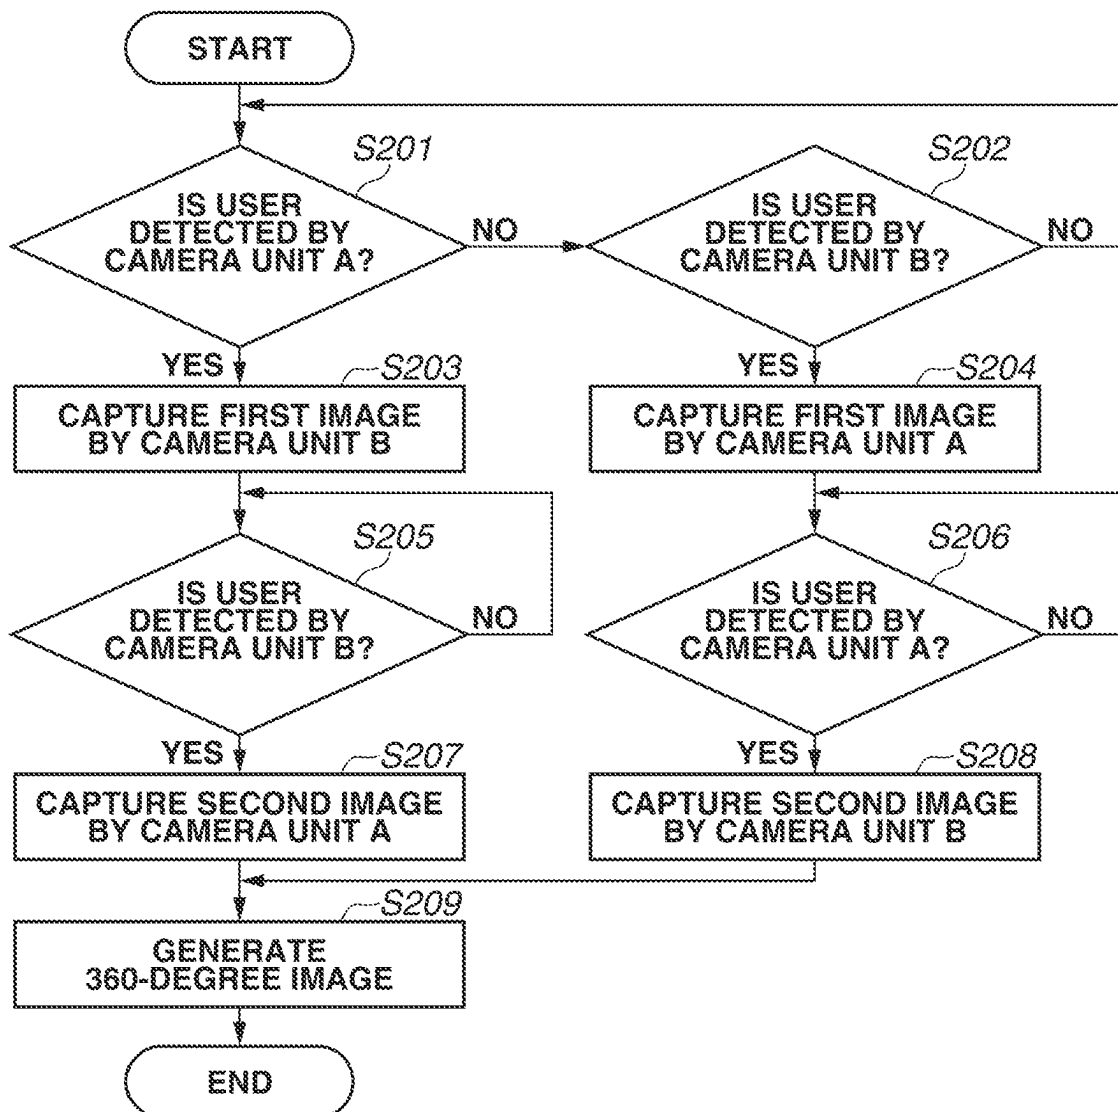 START
S201
IS USER
DETECTED BY
CAMERA UNIT A?
NO
YES
S202
IS USER
DETECTED BY
CAMERA UNIT B?
NO
YES
S203
CAPTURE FIRST IMAGE
BY CAMERA UNIT B
S204
CAPTURE FIRST IMAGE
BY CAMERA UNIT A
S205
IS USER
DETECTED BY
CAMERA UNIT B?
NO
YES
S206
IS USER
DETECTED BY
CAMERA UNIT A?
NO
YES
S207
CAPTURE SECOND IMAGE
BY CAMERA UNIT A
S208
CAPTURE SECOND IMAGE
BY CAMERA UNIT B
S209
GENERATE
360-DEGREE IMAGE
END